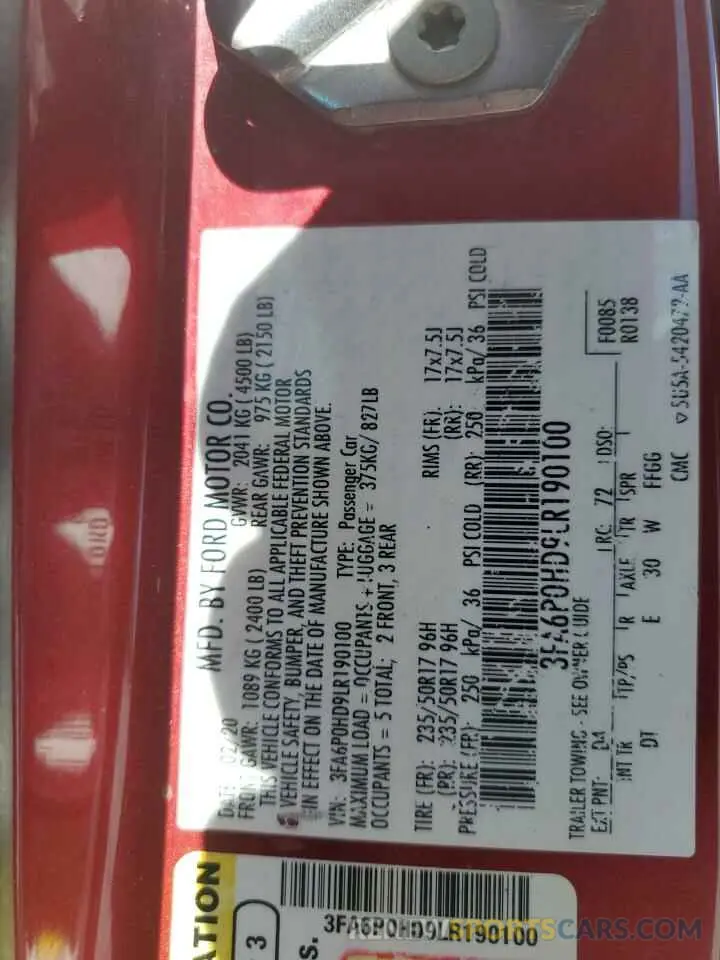 MFD. BY FORD MOTOR CO.
DATE: 02/20 GVWR: 2041 KG ( 4500 LB)
FRONT GAWR: 1089 KG ( 2400 LB) REAR GAWR: 975 KG ( 2150 LB)
THIS VEHICLE CONFORMS TO ALL APPLICABLE FEDERAL MOTOR
VEHICLE SAFETY, BUMPER, AND THEFT PREVENTION STANDARDS
IN EFFECT ON THE DATE OF MANUFACTURE SHOWN ABOVE.
VIN: 3FA6P0HD9LR190100 TYPE: Passenger Car
MAXIMUM LOAD = OCCUPANTS + LUGGAGE = 375KG/ 827LB
OCCUPANTS = 5 TOTAL; 2 FRONT, 3 REAR
TIRE (FR): 235/50R17 96H RIMS (FR): 17x7.5J
(RR): 235/50R17 96H (RR): 17x7.5J
PRESSURE (FR): 250 kPa/ 36 PSI COLD (RR): 250 kPa/ 36 PSI COLD
3FA6P0HD9LR190100
TRAILER TOWING - SEE OWNER GUIDE
EXT PNT: D4 RC: 72 DSO: F0085
R0138
INT TR TP/PS R AXLE TR SPR
DT E 30 W FFGG
CMC 5U5A-5420472-AA
3
3FA6P0HD9LR190100
SPORTSCARS.COM